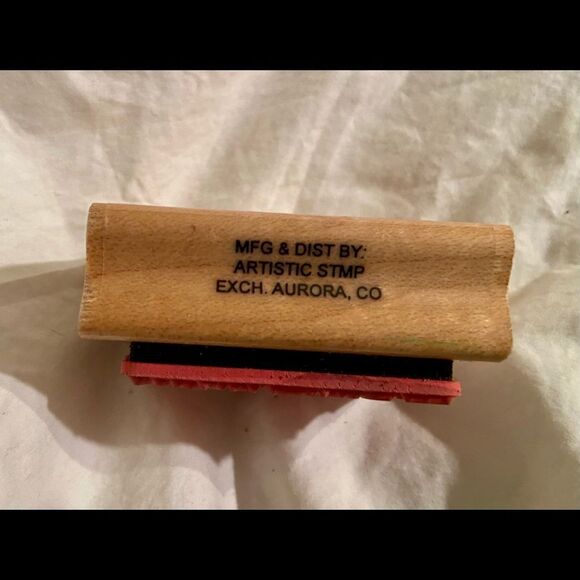 MFG & DIST BY:
ARTISTIC STMP
EXCH. AURORA, CO